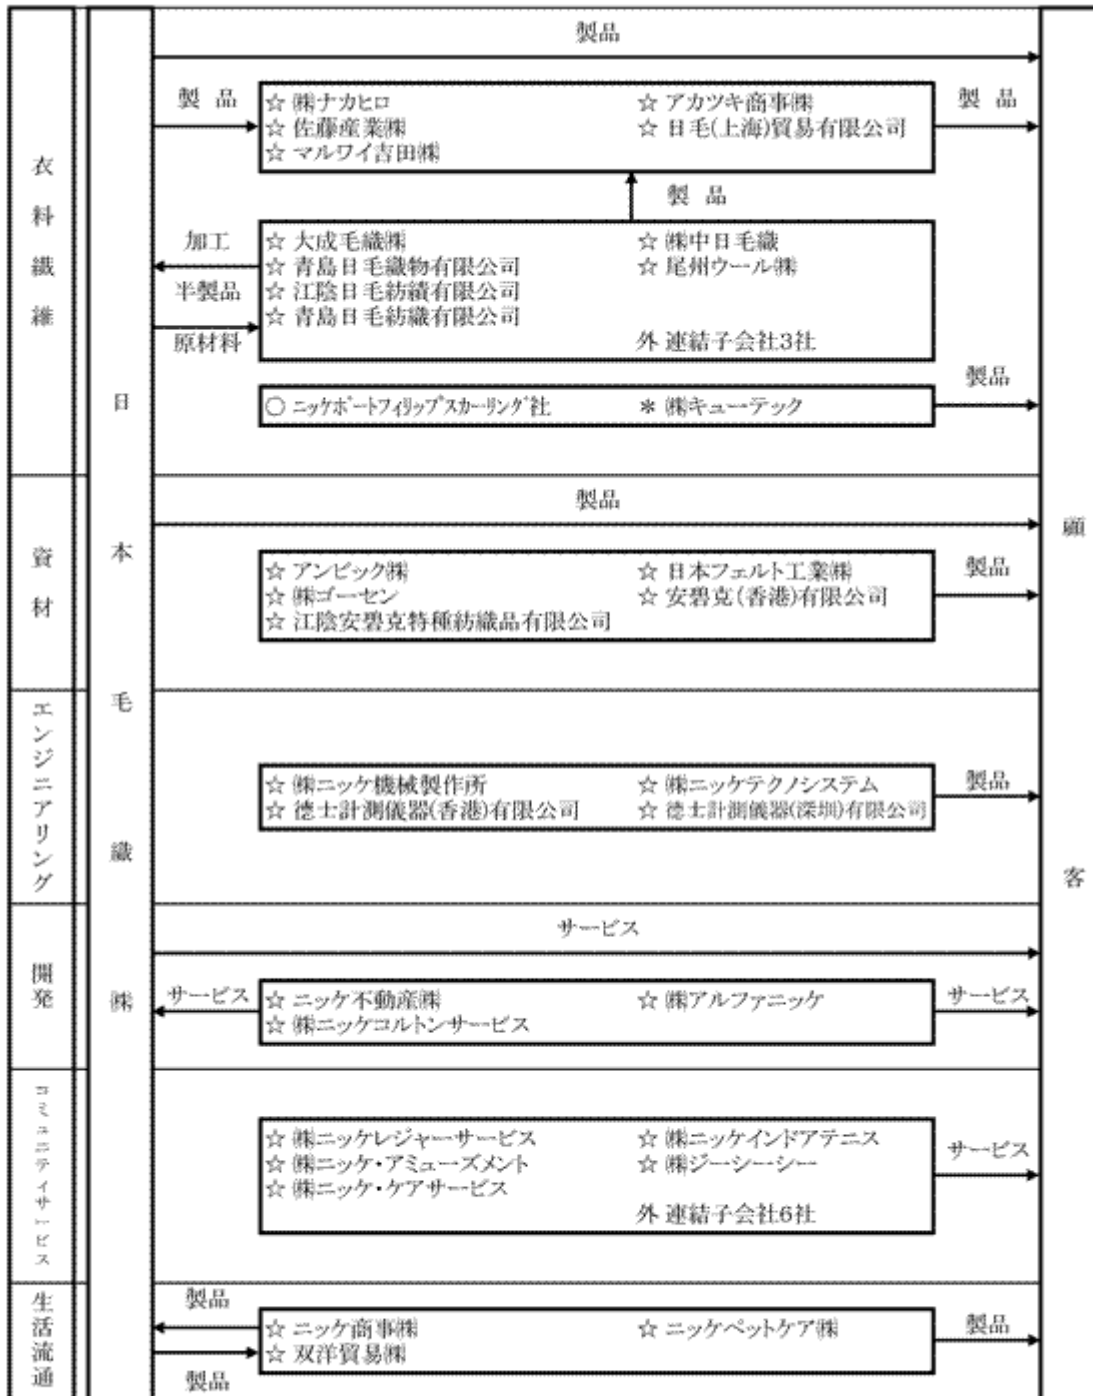 製品
衣料繊維
日本毛織㈱
顧客
製品
☆ ㈱ナカヒロ
☆ アカツキ商事㈱
製品
☆ 佐藤産業㈱
☆ 日毛(上海)貿易有限公司
☆ マルワイ吉田㈱
製品
加工
☆ 大成毛織㈱
☆ ㈱中日毛織
☆ 青島日毛織物有限公司
☆ 尾州ウール㈱
半製品
☆ 江陰日毛紡績有限公司
☆ 青島日毛紡織有限公司
原材料
外 連結子会社3社
製品
○ ニッケポートフィリップスカーリング社
＊ ㈱キューテック
資材
製品
☆ アンビック㈱
☆ 日本フェルト工業㈱
製品
☆ ㈱ゴーセン
☆ 安碧克(香港)有限公司
☆ 江陰安碧克特種紡織品有限公司
エンジニアリング
☆ ㈱ニッケ機械製作所
☆ ㈱ニッケテクノシステム
製品
☆ 徳士計測儀器(香港)有限公司
☆ 徳士計測儀器(深圳)有限公司
開発
サービス
サービス
☆ ニッケ不動産㈱
☆ ㈱アルファニッケ
サービス
☆ ㈱ニッケコルトンサービス
コミュニティサービス
☆ ㈱ニッケレジャーサービス
☆ ㈱ニッケインドアテニス
☆ ㈱ニッケ・アミューズメント
☆ ㈱ジーシーシー
サービス
☆ ㈱ニッケ・ケアサービス
外 連結子会社6社
生活流通
製品
☆ ニッケ商事㈱
☆ ニッケペットケア㈱
製品
☆ 双洋貿易㈱
製品